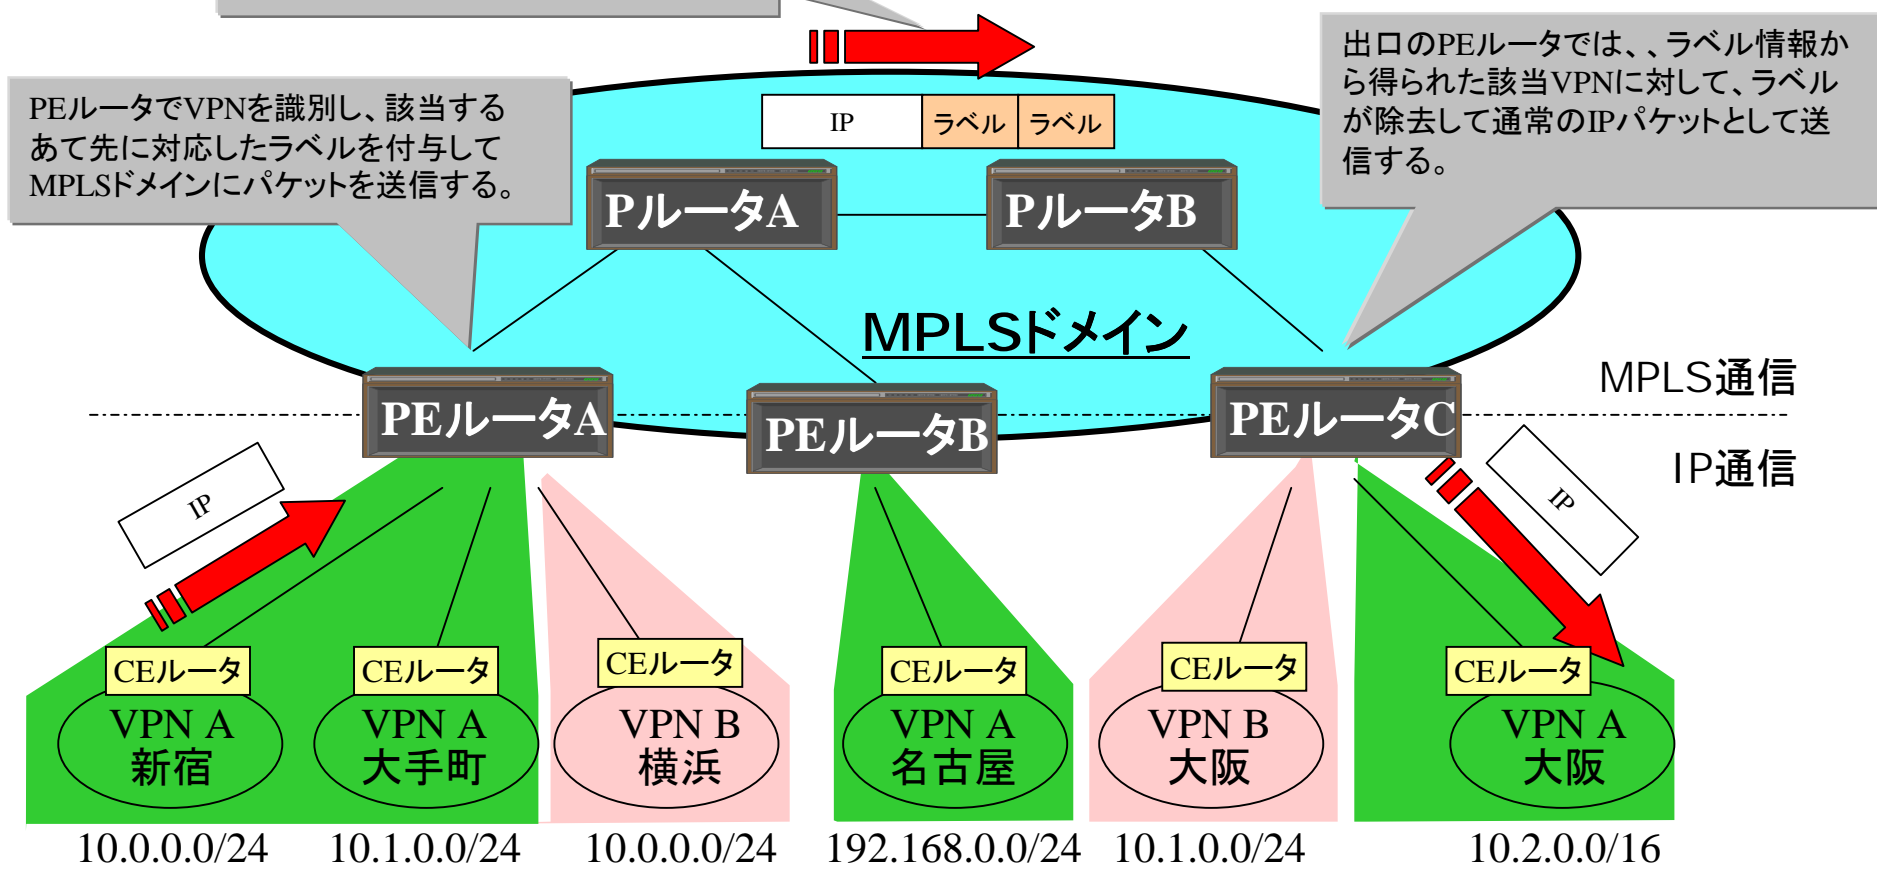 PEルータでVPNを識別し、該当する
あて先に対応したラベルを付与して
MPLSドメインにパケットを送信する。
出口のPEルータでは、、ラベル情報か
ら得られた該当VPNに対して、ラベル
が除去して通常のIPパケットとして送
信する。
IP ラベル ラベル
PルータA PルータB
MPLSドメイン
MPLS通信
PEルータA PEルータB PEルータC
IP通信
IP IP
CEルータ CEルータ CEルータ CEルータ CEルータ CEルータ
VPN A VPN A VPN B VPN A VPN B VPN A
新宿 大手町 横浜 名古屋 大阪 大阪
10.0.0.0/24 10.1.0.0/24 10.0.0.0/24 192.168.0.0/24 10.1.0.0/24 10.2.0.0/16